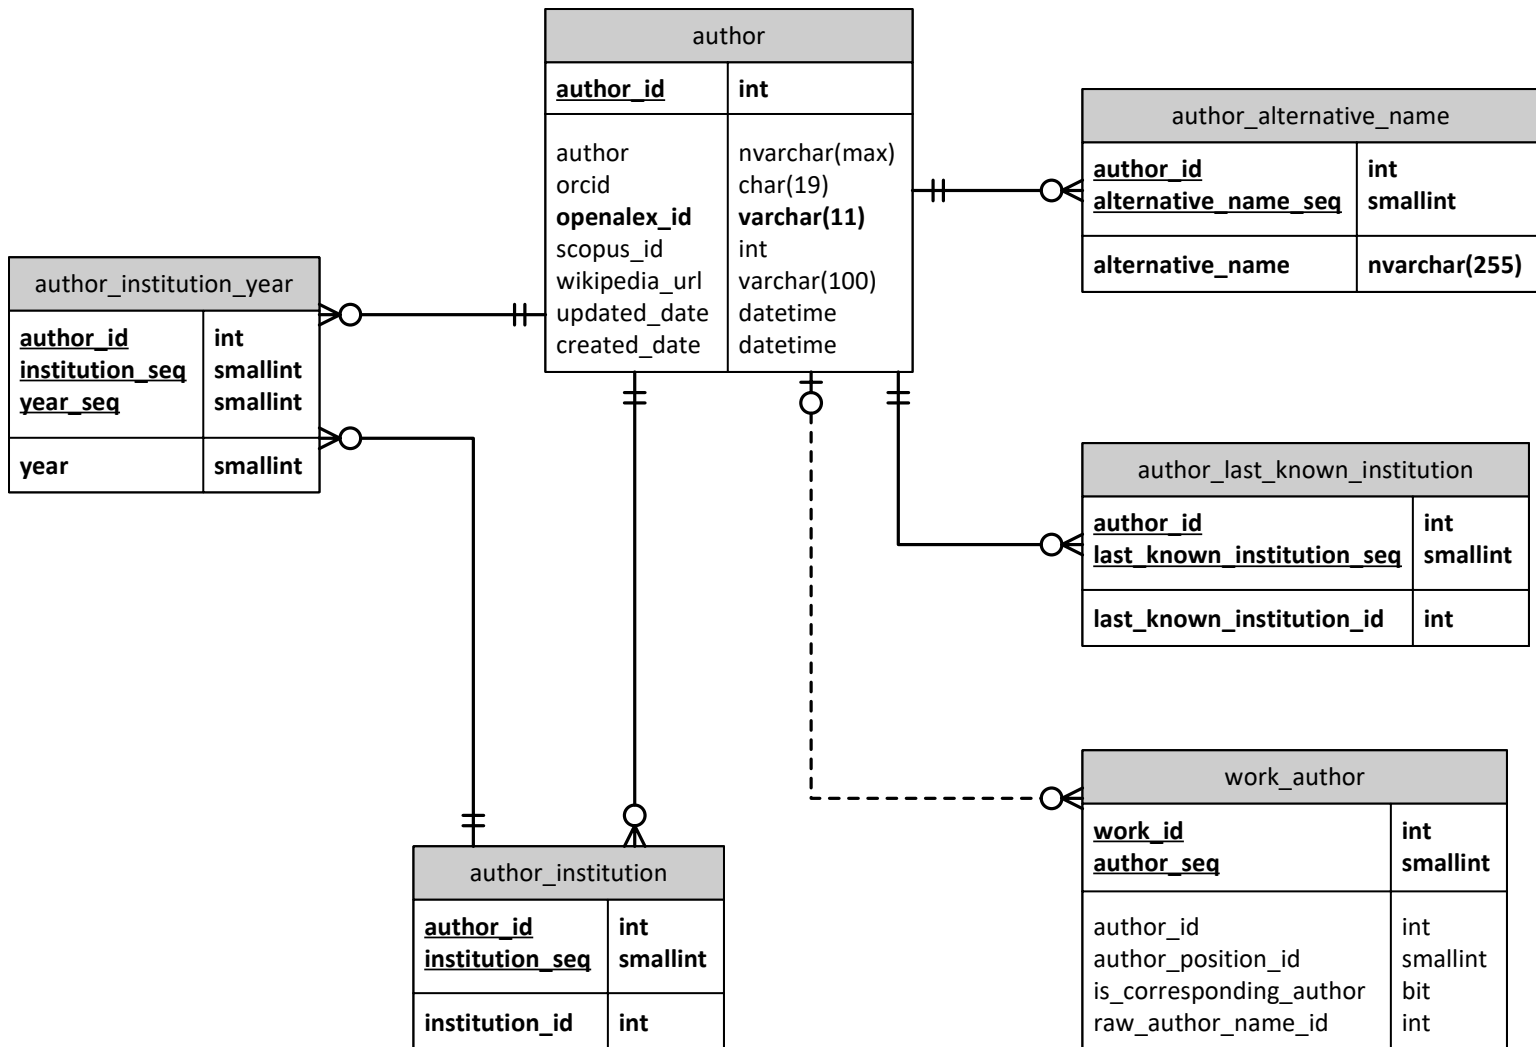 author
author_id int
author nvarchar(max)
orcid char(19)
openalex_id varchar(11)
scopus_id int
wikipedia_url varchar(100)
updated_date datetime
created_date datetime
author_alternative_name
author_id int
alternative_name_seq smallint
alternative_name nvarchar(255)
author_institution_year
author_id int
institution_seq smallint
year_seq smallint
year smallint
author_last_known_institution
author_id int
last_known_institution_seq smallint
last_known_institution_id int
work_author
work_id int
author_seq smallint
author_id int
author_position_id smallint
is_corresponding_author bit
raw_author_name_id int
author_institution
author_id int
institution_seq smallint
institution_id int